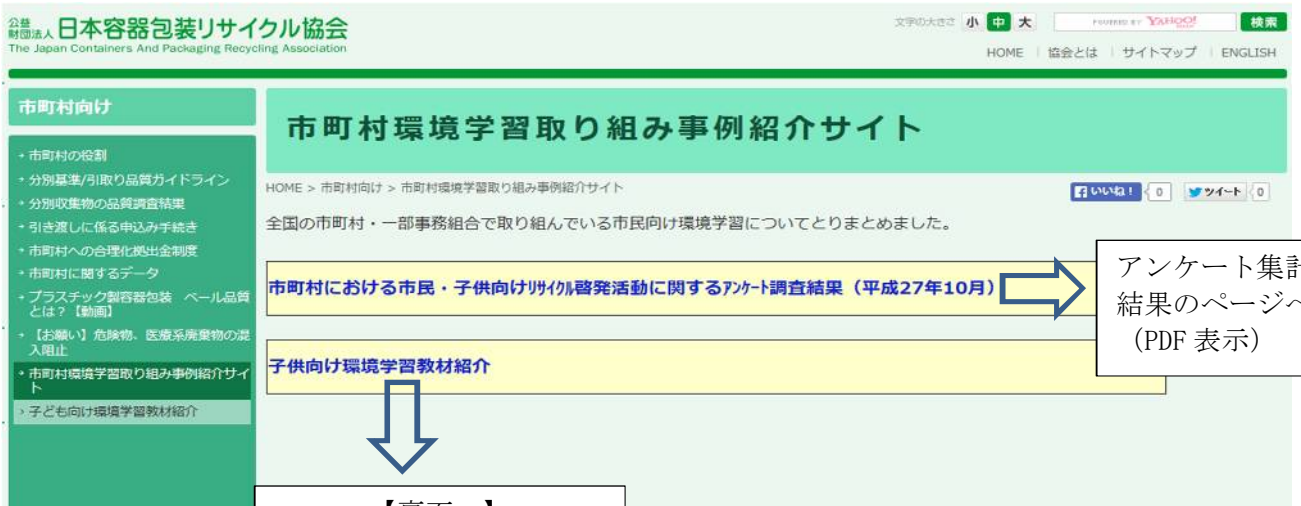 公益財団法人 日本容器包装リサイクル協会
The Japan Containers And Packaging Recycling Association
文字の大きさ 小 中 大 POWERED BY YAHOO! 検索
HOME 協会とは サイトマップ ENGLISH
市町村向け
市町村の役割
分別基準/引取り品質ガイドライン
分別収集物の品質調査結果
引き渡しに係る申込み手続き
市町村への合理化拠出金制度
市町村に関するデータ
プラスチック製容器包装 ベール品質
とは?【動画】
【お願い】危険物、医療系廃棄物の混
入阻止
市町村環境学習取り組み事例紹介サイ
ト
子ども向け環境学習教材紹介
市町村環境学習取り組み事例紹介サイト
HOME > 市町村向け > 市町村環境学習取り組み事例紹介サイト
いいね! 0 ツイート 0
全国の市町村・一部事務組合で取り組んでいる市民向け環境学習についてとりまとめました。
市町村における市民・子供向けリサイクル啓発活動に関するアンケート調査結果(平成27年10月)
アンケート集計
結果のページへ
(PDF 表示)
子供向け環境学習教材紹介